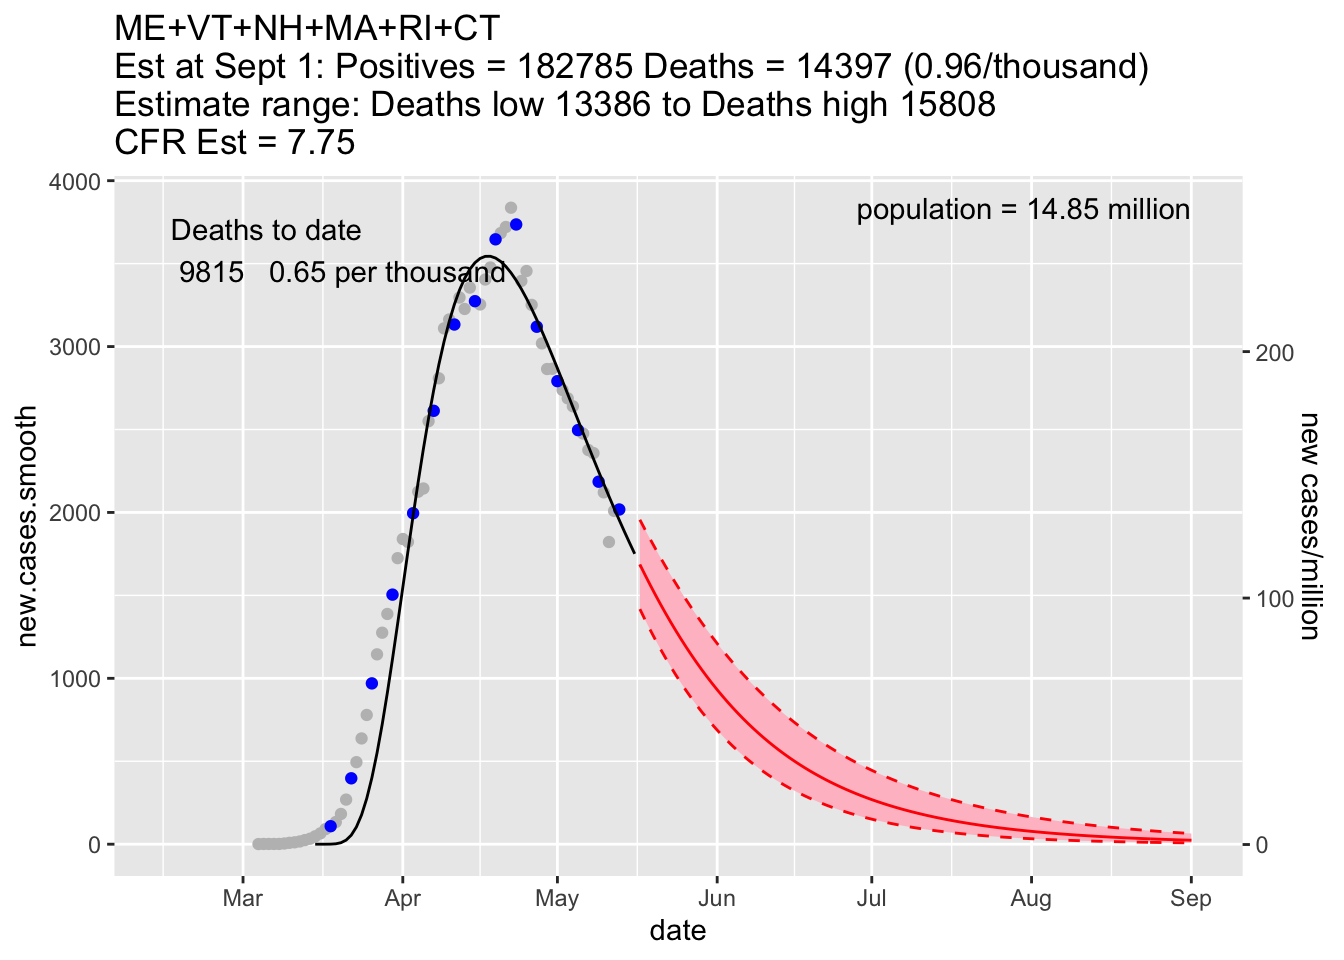 ME+VT+NH+MA+RI+CT
Est at Sept 1: Positives = 182785 Deaths = 14397 (0.96/thousand)
Estimate range: Deaths low 13386 to Deaths high 15808
CFR Est = 7.75
population = 14.85 million
Deaths to date
9815 0.65 per thousand
4000
3000
2000
1000
0
new.cases.smooth
200
100
0
new cases/million
Mar Apr May Jun Jul Aug Sep
date